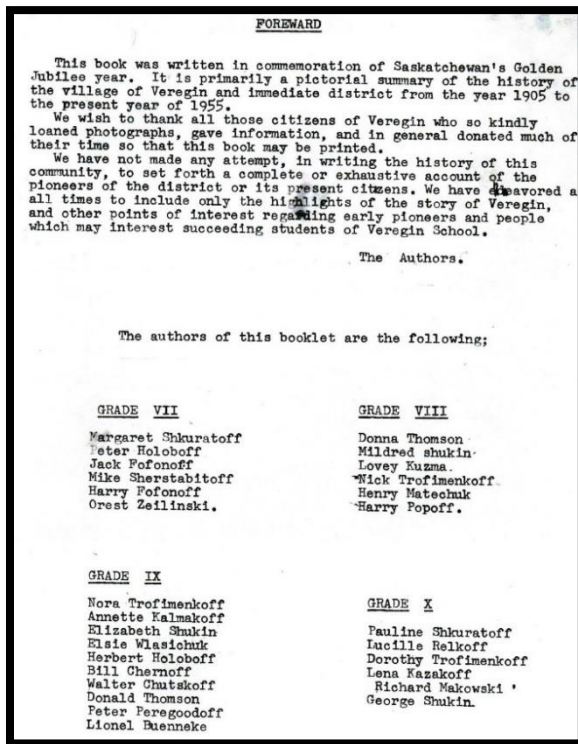 FOREWARD
This book was written in commemoration of Saskatchewan's Golden
Jubilee year. It is primarily a pictorial summary of the history of
the village of Veregin and immediate district from the year 1905 to
the present year of 1955.
We wish to thank all those citizens of Veregin who so kindly
loaned photographs, gave information, and in general donated much of
their time so that this book may be printed.
We have not made any attempt, in writing the history of this
community, to set forth a complete or exhaustive account of the
pioneers of the district or its present citzens. We have
all times to include only the highlights of the story of Veregin,
and other points of interest regarding early pioneers and people
which may interest succeeding students of Veregin School.
The Authors.
The authors of this booklet are the following;
GRADE VII
Margaret Shkuratoff
Peter Holoboff
Jack Fofonoff
Mike Sherstabitoff
Harry Fofonoff
Orest Zeilinski.
GRADE VIII
Donna Thomson
Mildred shukin
Lovey Kuzma.
Nick Trofimenkoff
Henry Matechuk
Harry Popoff.
GRADE IX
Nora Trofimenkoff
Annette Kalmakoff
Elizabeth Shukin
Elsie Wlasichuk
Herbert Holoboff
Bill Chernoff
Walter Chutskoff
Donald Thomson
Peter Peregoodoff
Lionel Buenneke
GRADE X
Pauline Shkuratoff
Lucille Relkoff
Dorothy Trofimenkoff
Lena Kazakoff
Richard Makowski
George Shukin